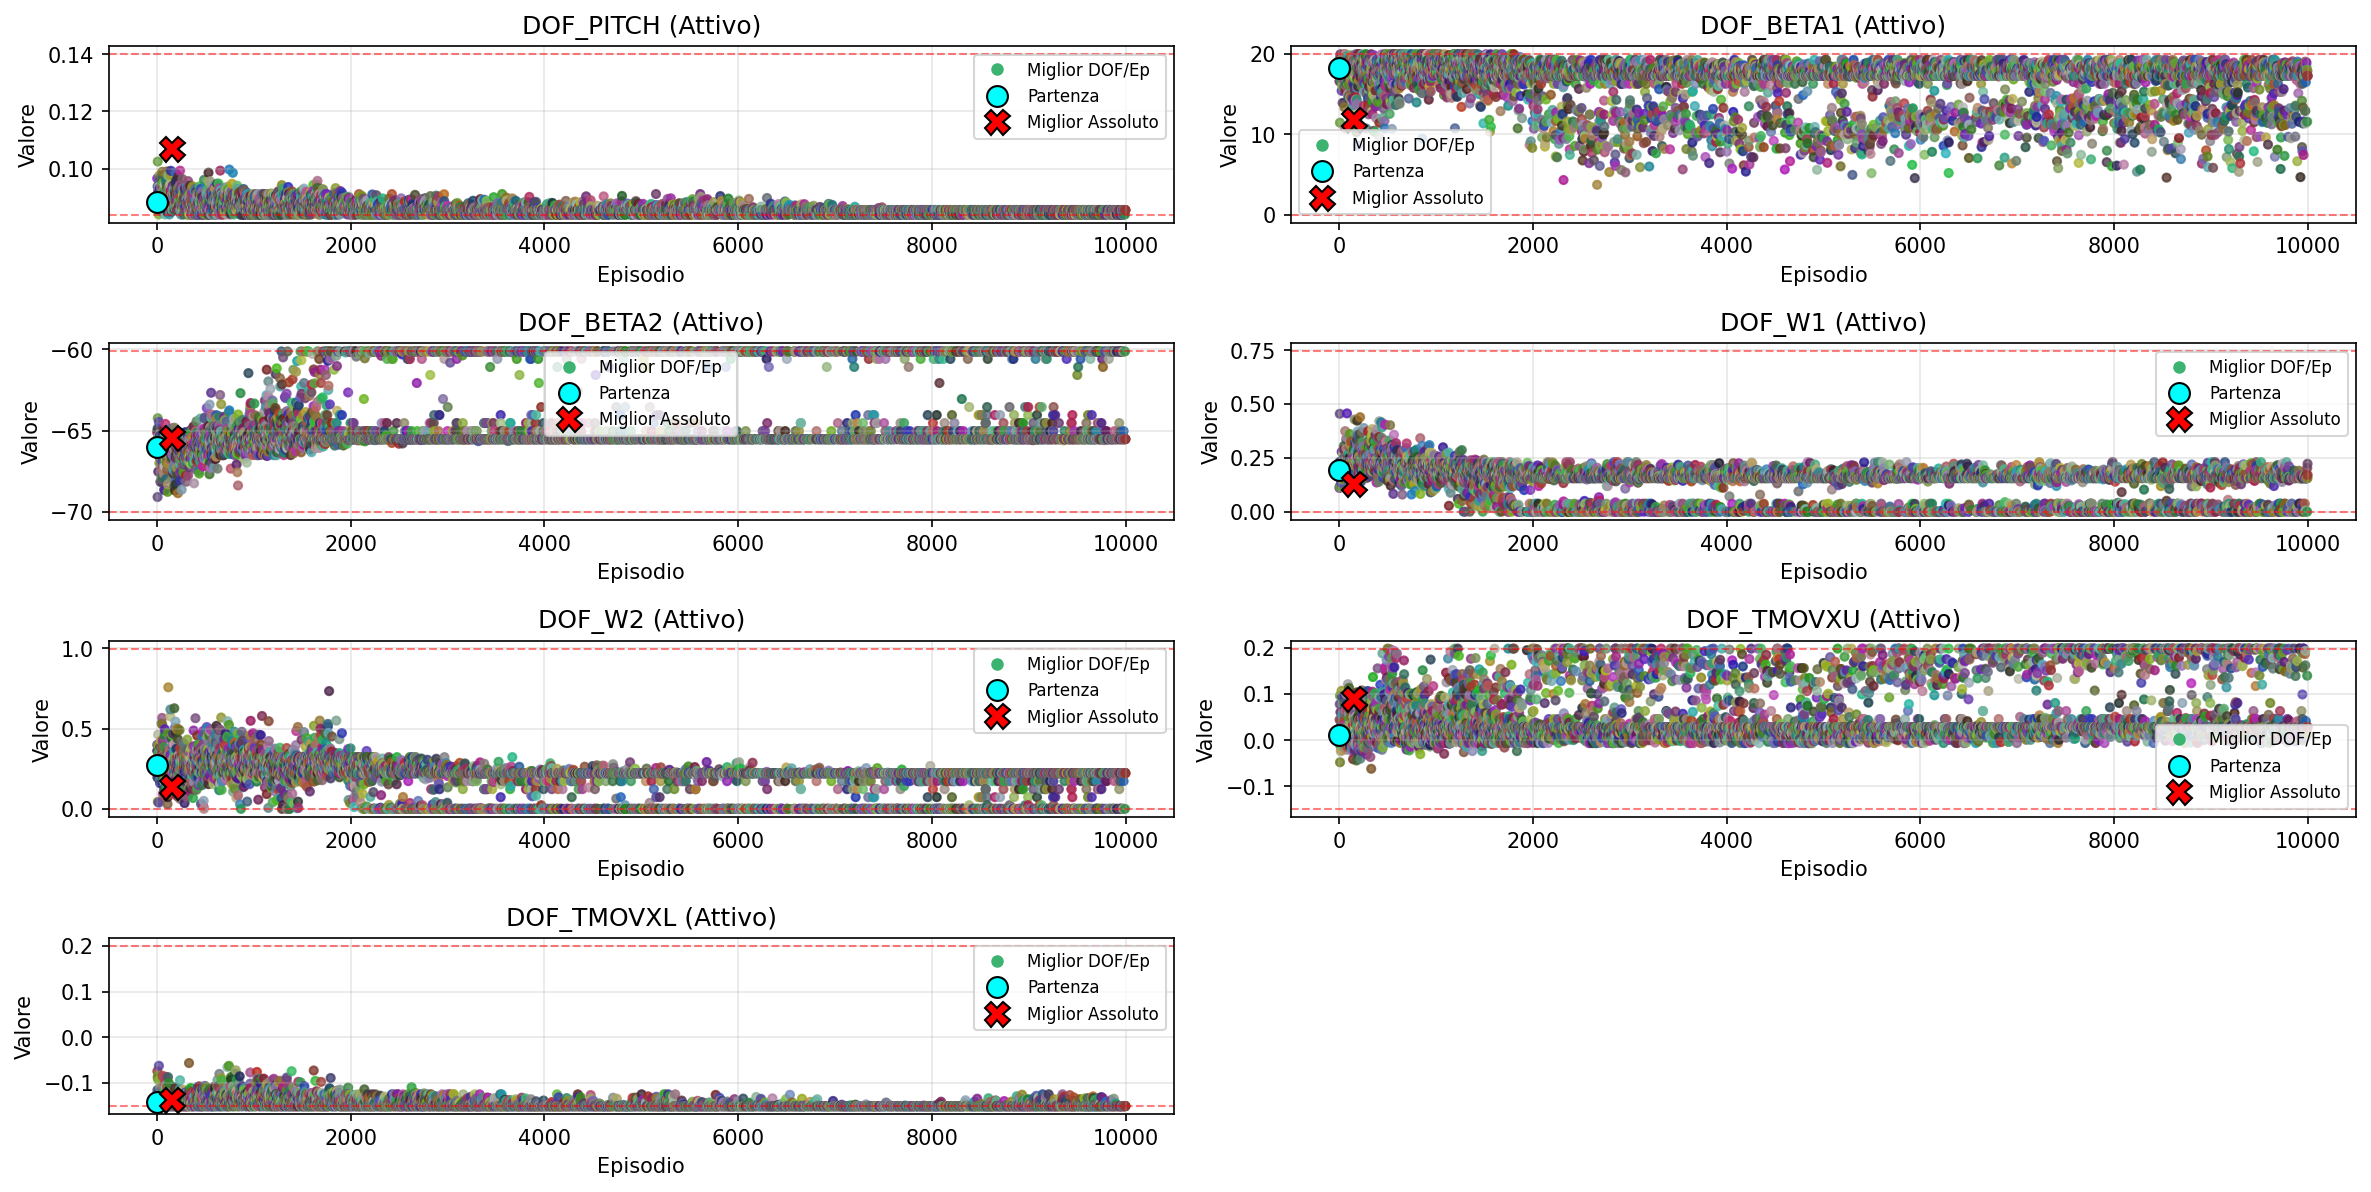 DOF_PITCH (Attivo)
0.14
0.12
0.10
Valore
0
2000
4000
6000
8000
10000
Episodio
Miglior DOF/Ep
Partenza
Miglior Assoluto
DOF_BETA1 (Attivo)
20
10
0
Valore
0
2000
4000
6000
8000
10000
Episodio
Miglior DOF/Ep
Partenza
Miglior Assoluto
DOF_BETA2 (Attivo)
−60
−65
−70
Valore
0
2000
4000
6000
8000
10000
Episodio
Miglior DOF/Ep
Partenza
Miglior Assoluto
DOF_W1 (Attivo)
0.75
0.50
0.25
0.00
Valore
0
2000
4000
6000
8000
10000
Episodio
Miglior DOF/Ep
Partenza
Miglior Assoluto
DOF_W2 (Attivo)
1.0
0.5
0.0
Valore
0
2000
4000
6000
8000
10000
Episodio
Miglior DOF/Ep
Partenza
Miglior Assoluto
DOF_TMOVXU (Attivo)
0.2
0.1
0.0
−0.1
Valore
0
2000
4000
6000
8000
10000
Episodio
Miglior DOF/Ep
Partenza
Miglior Assoluto
DOF_TMOVXL (Attivo)
0.2
0.1
0.0
−0.1
Valore
0
2000
4000
6000
8000
10000
Episodio
Miglior DOF/Ep
Partenza
Miglior Assoluto